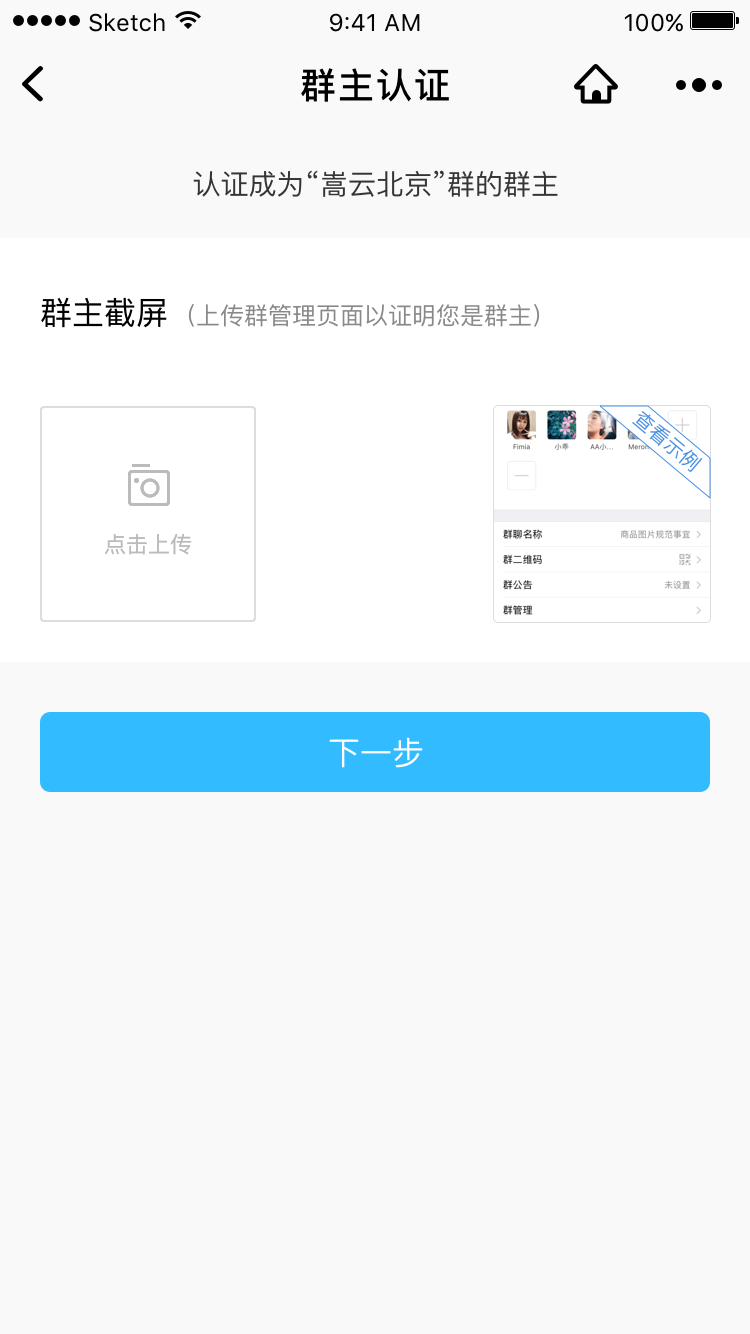 Sketch 9:41 AM 100%
群主认证
认证成为“嵩云北京”群的群主
群主截屏（上传群管理页面以证明您是群主）
点击上传
查看示例
Fimia 小乖 AA小... Meron
群聊名称 商品图片规范事宜
群二维码
群公告 未设置
群管理
下一步